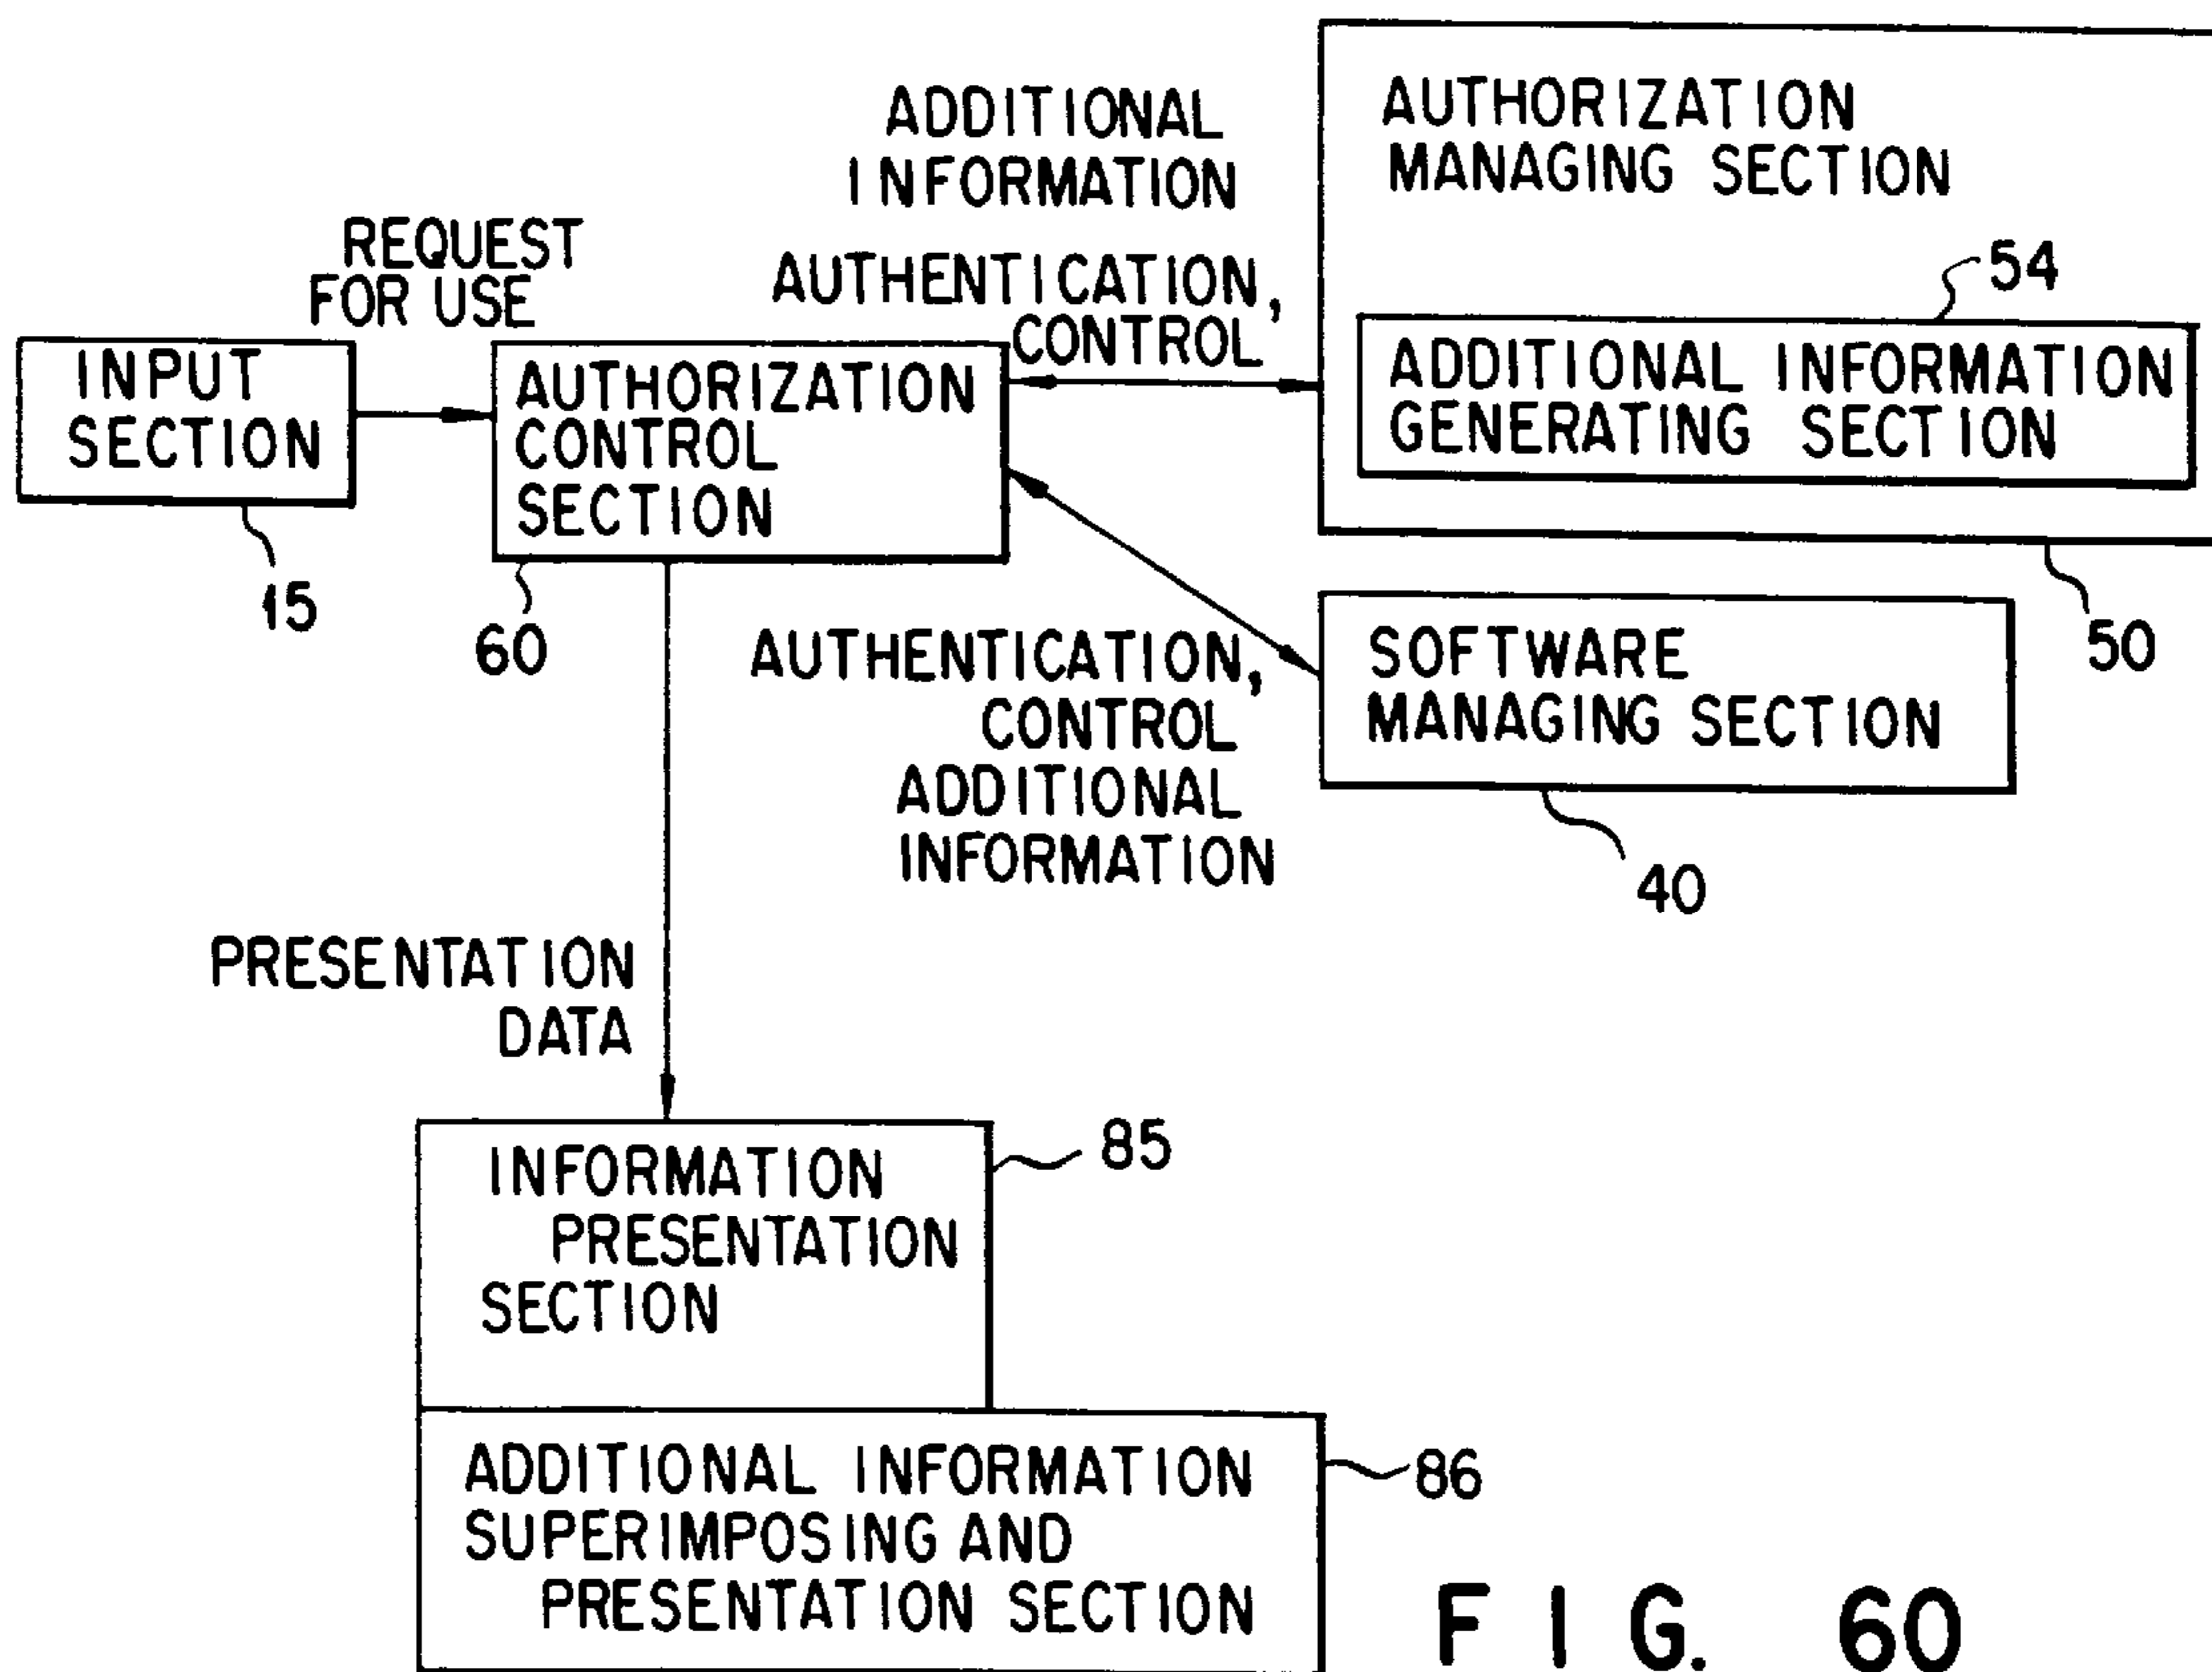 ADDITIONAL
INFORMATION
AUTHENTICATION,
CONTROL
AUTHORIZATION
MANAGING SECTION
54
ADDITIONAL INFORMATION
GENERATING SECTION
50
REQUEST
FOR USE
INPUT
SECTION
15
AUTHORIZATION
CONTROL
SECTION
60
AUTHENTICATION,
CONTROL
ADDITIONAL
INFORMATION
SOFTWARE
MANAGING SECTION
40
PRESENTATION
DATA
INFORMATION
PRESENTATION
SECTION
85
ADDITIONAL INFORMATION
SUPERIMPOSING AND
PRESENTATION SECTION
86
FIG. 60